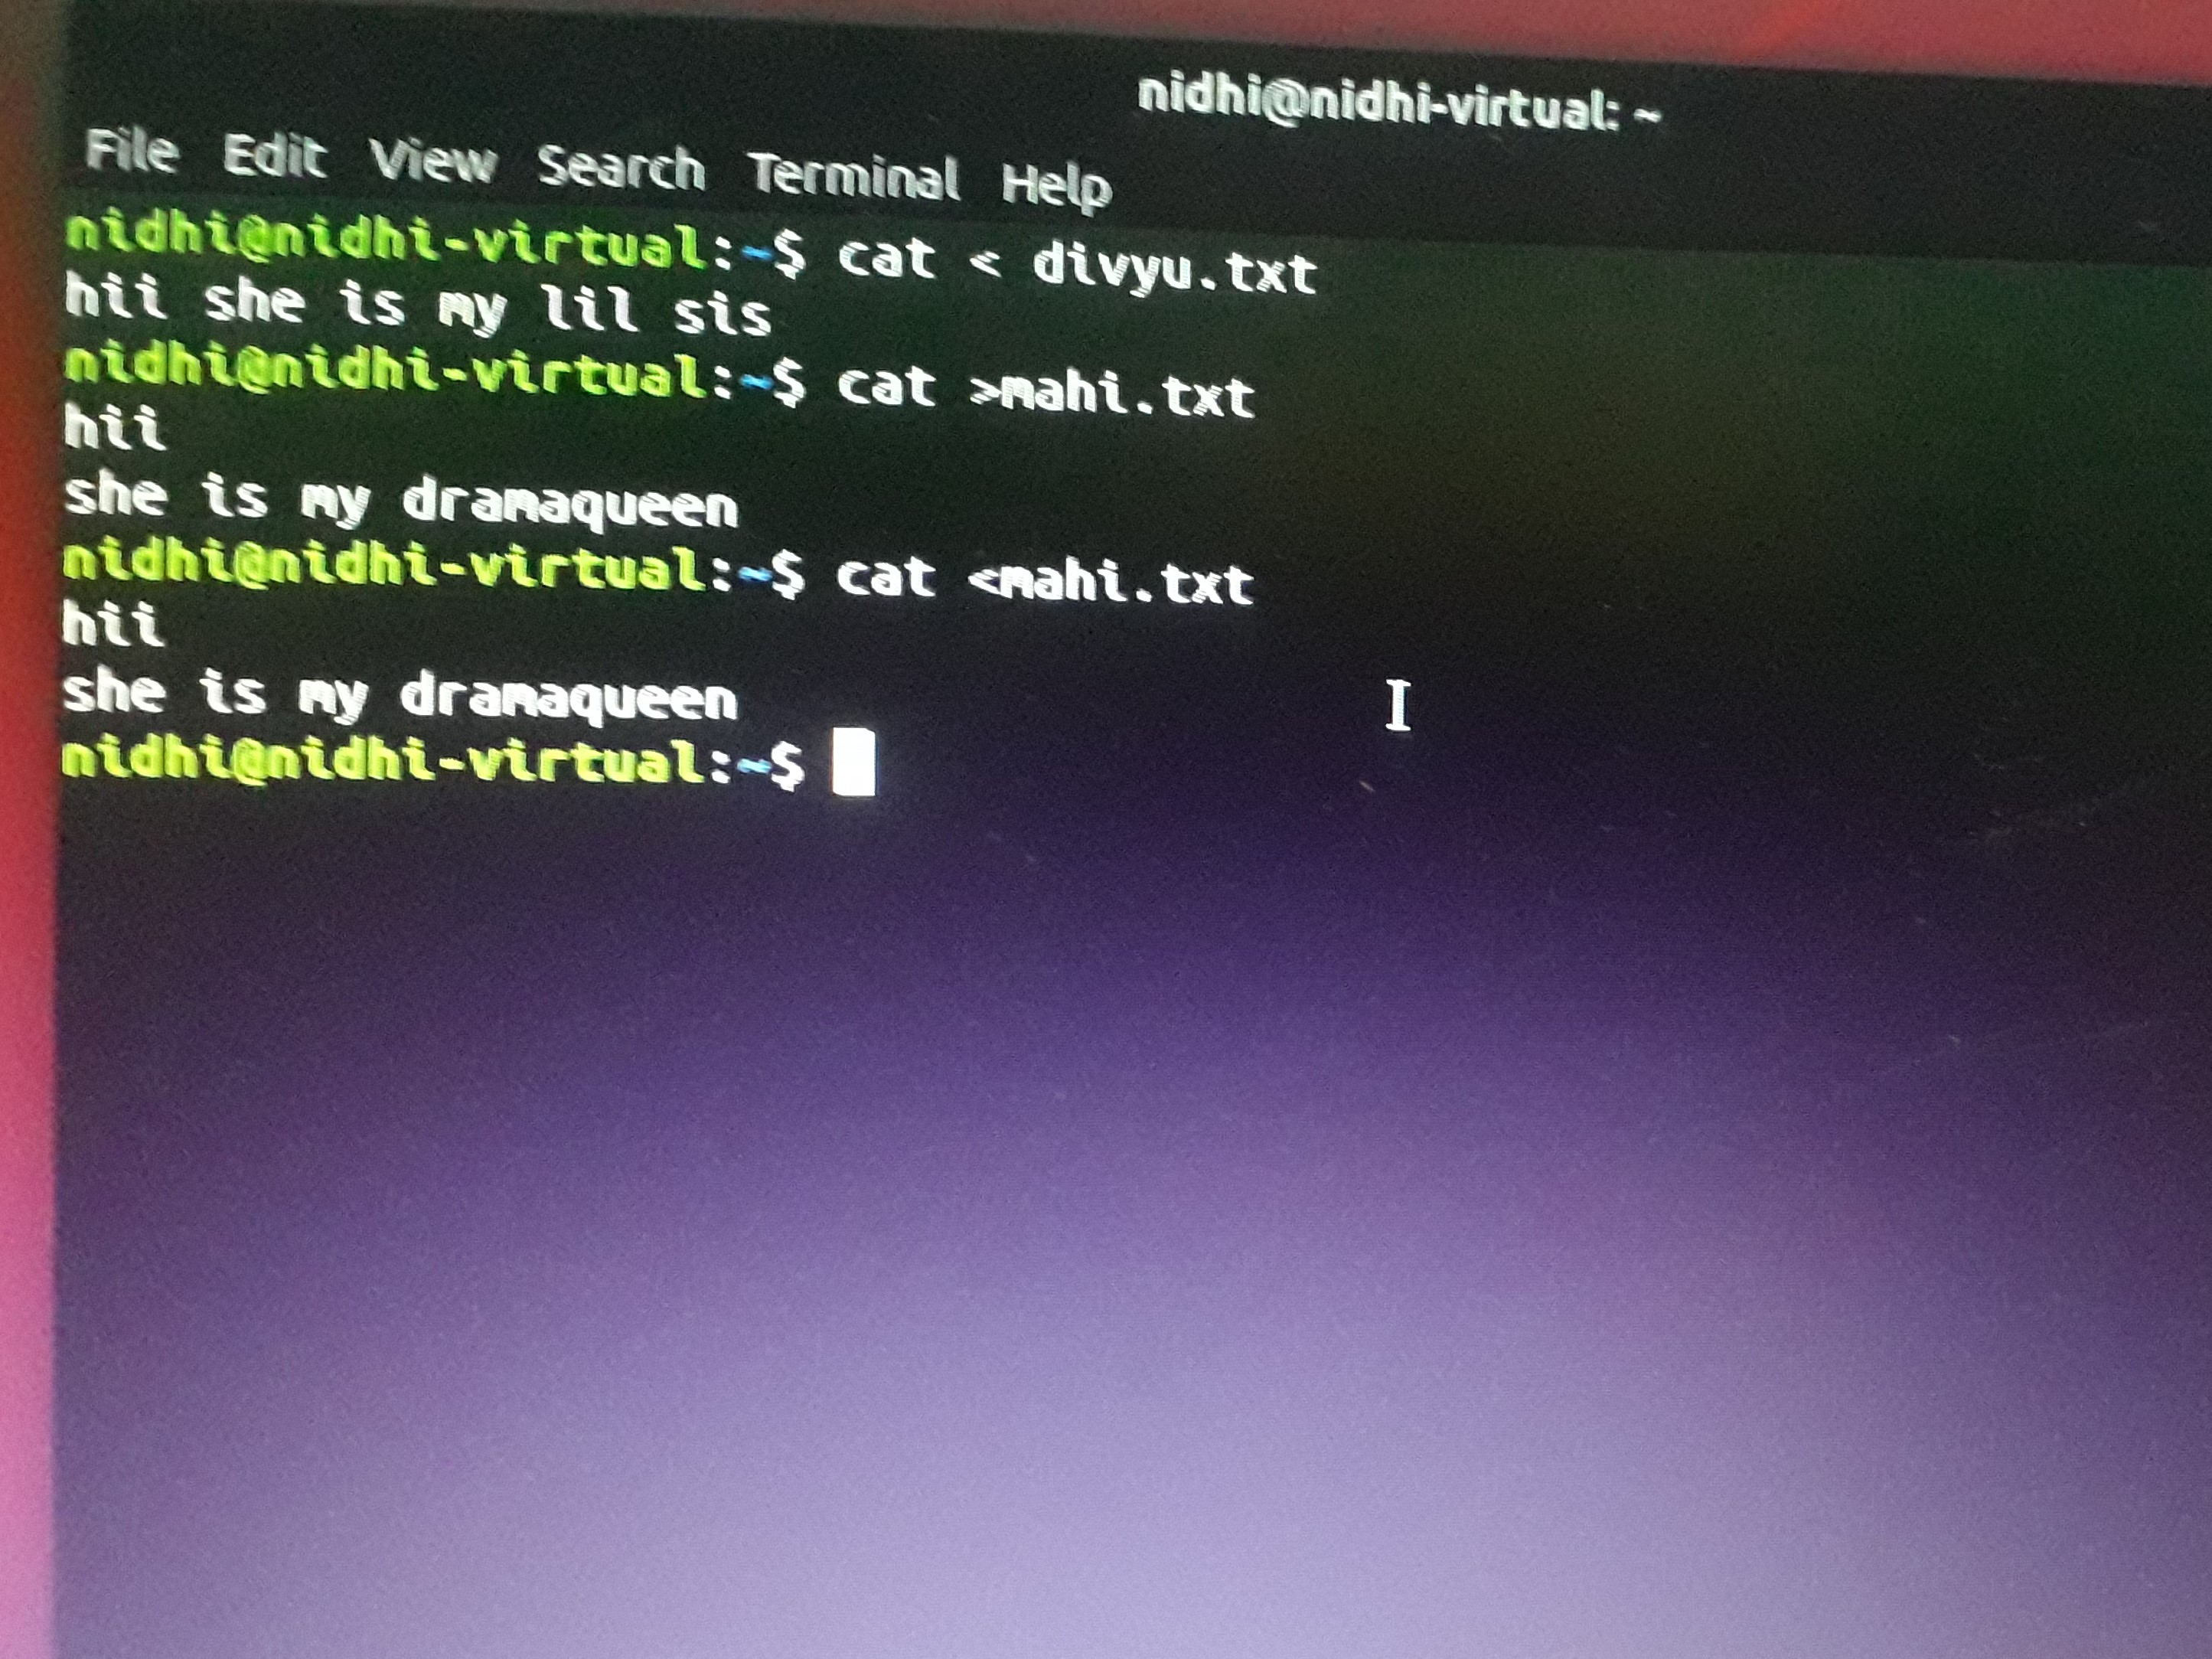 nidhi@nidhi-virtual: ~
File Edit View Search Terminal Help
nidhi@nidhi-virtual:~$ cat < divyu.txt
hii she is my lil sis
nidhi@nidhi-virtual:~$ cat >mahi.txt
hii
she is my dramaqueen
nidhi@nidhi-virtual:~$ cat <mahi.txt
hii
she is my dramaqueen
nidhi@nidhi-virtual:~$